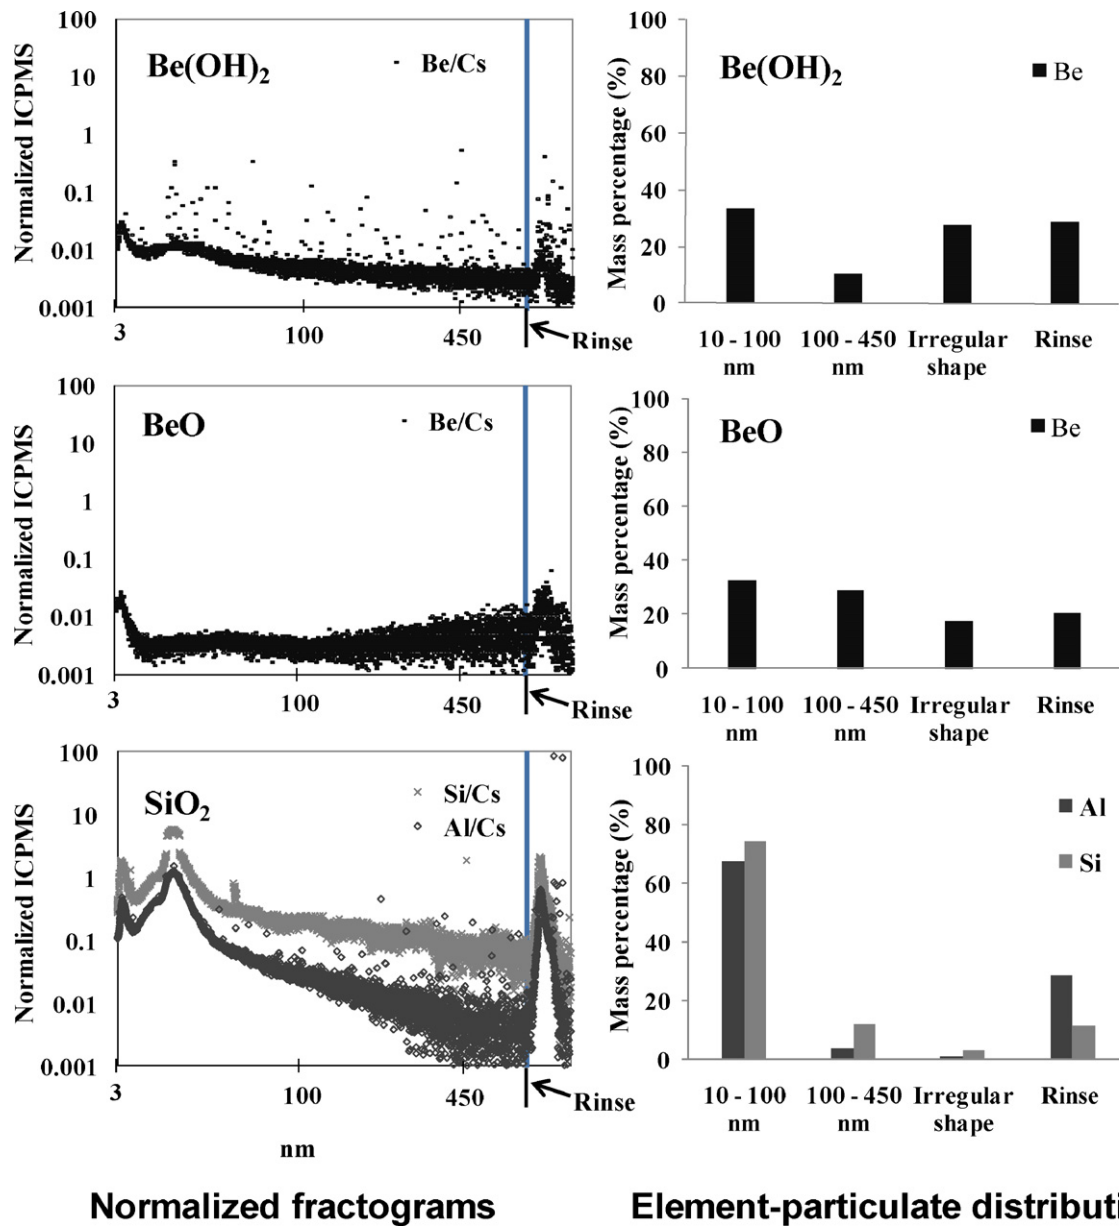 Normalized ICPMS
100
10
1
0.1
0.01
0.001
Be(OH)2
Be/Cs
3
100
450
Rinse
Mass percentage (%)
100
80
60
40
20
0
Be(OH)2
Be
10 - 100 nm
100 - 450 nm
Irregular shape
Rinse
Normalized ICPMS
100
10
1
0.1
0.01
0.001
BeO
Be/Cs
3
100
450
Rinse
Mass percentage (%)
100
80
60
40
20
0
BeO
Be
10 - 100 nm
100 - 450 nm
Irregular shape
Rinse
Normalized ICPMS
100
10
1
0.1
0.01
0.001
SiO2
Si/Cs
Al/Cs
3
100
450
Rinse
nm
Mass percentage (%)
100
80
60
40
20
0
Al
Si
10 - 100 nm
100 - 450 nm
Irregular shape
Rinse
Normalized fractograms
Element-particulate distributi